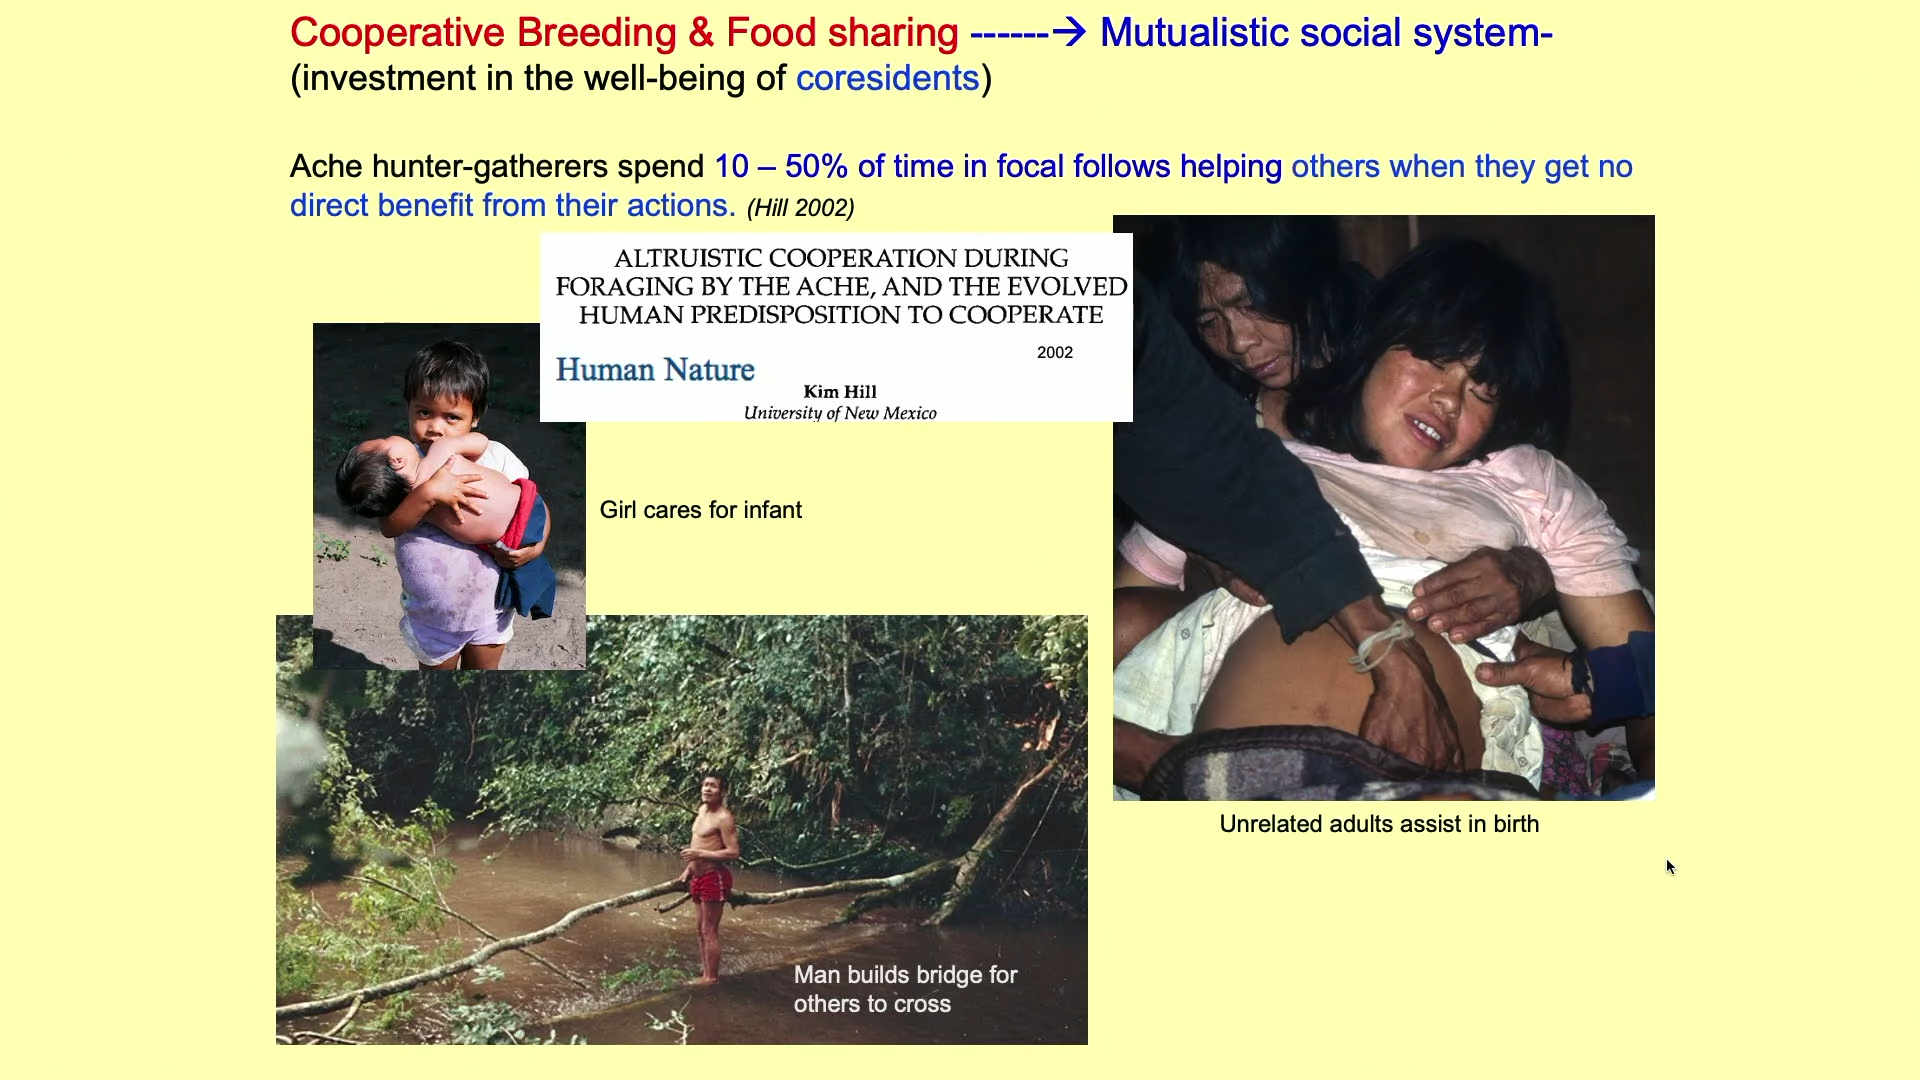 Cooperative Breeding & Food sharing ------→ Mutualistic social system-
(investment in the well-being of coresidents)
Ache hunter-gatherers spend 10 – 50% of time in focal follows helping others when they get no
direct benefit from their actions. (Hill 2002)
ALTRUISTIC COOPERATION DURING
FORAGING BY THE ACHE, AND THE EVOLVED
HUMAN PREDISPOSITION TO COOPERATE
2002
Human Nature
Kim Hill
University of New Mexico
Girl cares for infant
Unrelated adults assist in birth
Man builds bridge for
others to cross